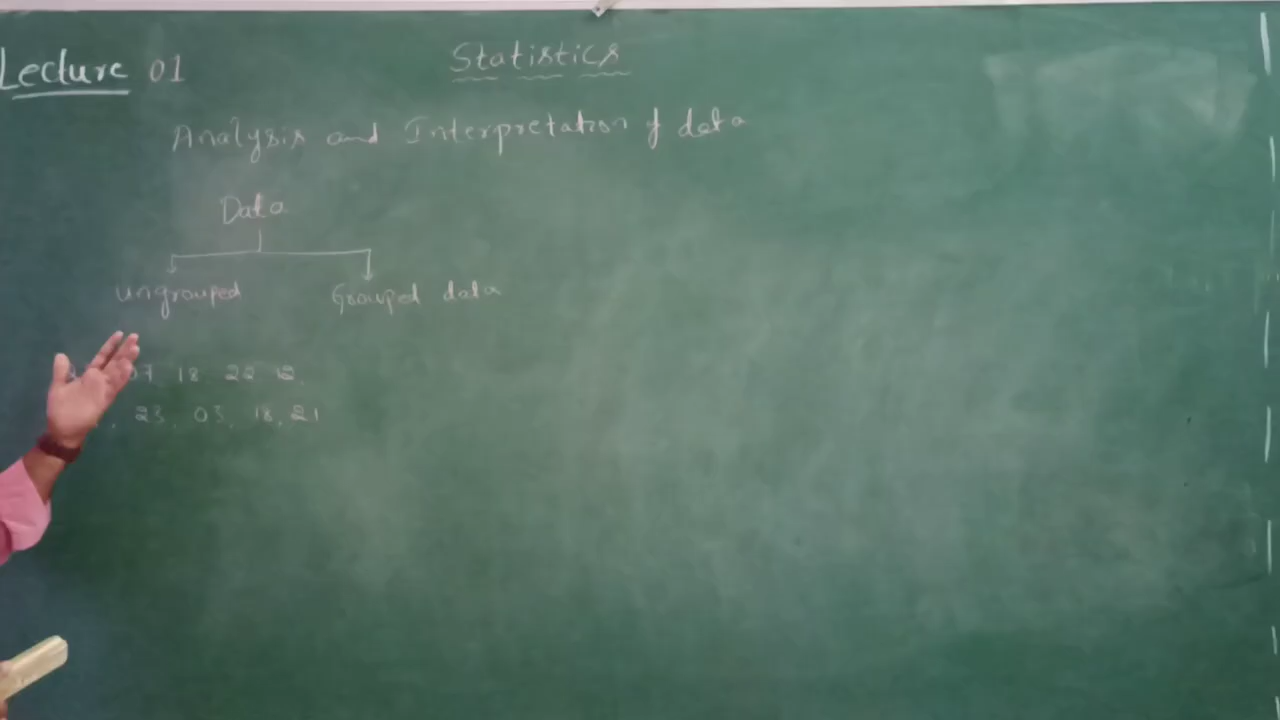 Lecture 01
Statistics
Analysis and Interpretation of data
Data
ungrouped Grouped data
07 18 22 12,
, 23, 03, 18, 21